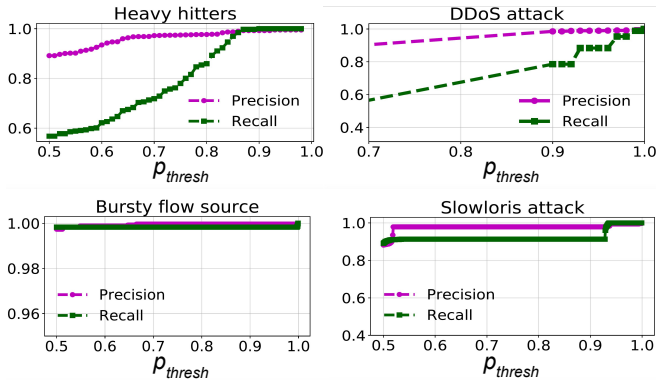 Heavy hitters
1.0
0.8
0.6
Precision
Recall
0.5 0.6 0.7 0.8 0.9 1.0
p_thresh
DDoS attack
1.0
0.8
0.6
0.4
Precision
Recall
0.7 0.8 0.9 1.0
p_thresh
Bursty flow source
1.00
0.98
0.96
Precision
Recall
0.5 0.6 0.7 0.8 0.9 1.0
p_thresh
Slowloris attack
1.0
0.8
0.6
0.4
Precision
Recall
0.5 0.6 0.7 0.8 0.9 1.0
p_thresh